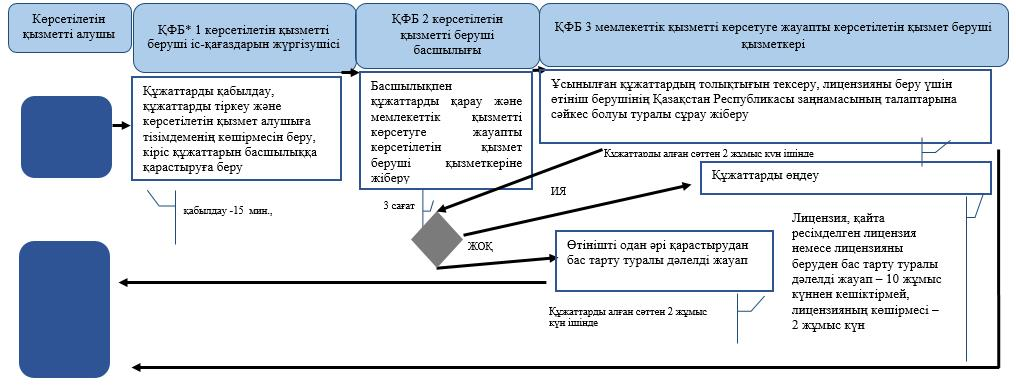 Көрсетілетін
қызметті алушы
ҚФБ* 1 көрсетілетін қызметті
беруші іс-қағаздарын жүргізушісі
ҚФБ 2 көрсетілетін
қызметті беруші
басшылығы
ҚФБ 3 мемлекеттік қызметті көрсетуге жауапты көрсетілетін қызмет беруші
қызметкері
Құжаттарды қабылдау,
құжаттарды тіркеу және
көрсетілетін қызмет алушыға
тізімдеменің көшірмесін беру,
кіріс құжаттарын басшылыққа
қарастыруға беру
Басшылықпен
құжаттарды қарау және
мемлекеттік қызметті
көрсетуге жауапты
көрсетілетін қызмет
беруші қызметкеріне
жіберу
Ұсынылған құжаттардың толықтығын тексеру, лицензияны беру үшін
өтініш берушінің Қазақстан Республикасы заңнамасының талаптарына
сәйкес болуы туралы сұрау жіберу
Құжаттарды алған сәттен 2 жұмыс күн ішінде
Құжаттарды өңдеу
ИЯ
қабылдау -15 мин.,
3 сағат
ЖОҚ
Өтінішті одан әрі қарастырудан
бас тарту туралы дәлелді жауап
Лицензия, қайта
ресімделген лицензия
немесе лицензияны
беруден бас тарту туралы
дәлелді жауап – 10 жұмыс
күннен кешіктірмей,
лицензияның көшірмесі –
2 жұмыс күн
Құжаттарды алған сәттен 2 жұмыс
күн ішінде